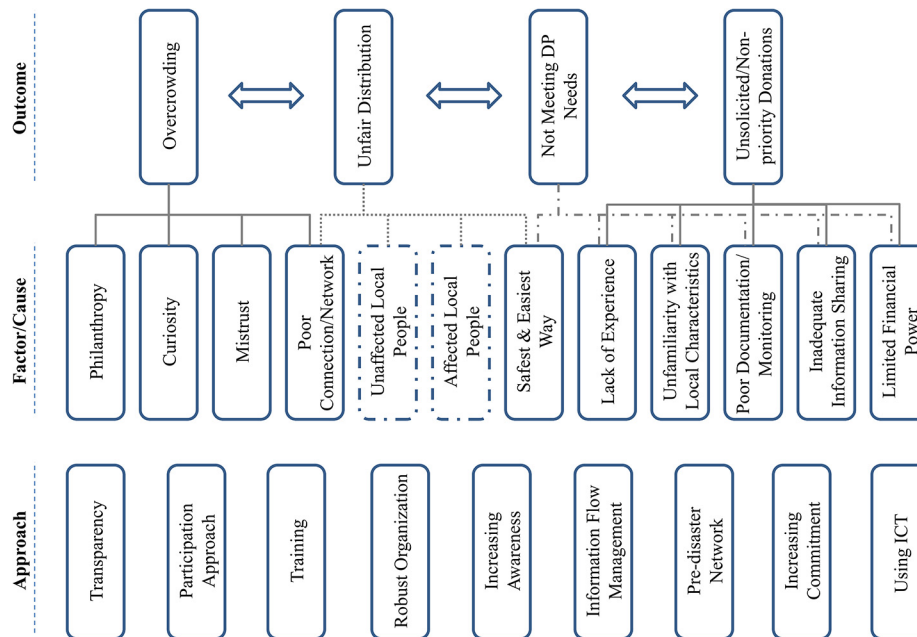 Outcome
Overcrowding
Unfair Distribution
Not Meeting DP
Needs
Unsolicited/Non-
priority Donations
Factor/Cause
Philanthropy
Curiosity
Mistrust
Poor
Connection/Network
Unaffected Local
People
Affected Local
People
Safest & Easiest
Way
Lack of Experience
Unfamiliarity with
Local Characteristics
Poor Documentation/
Monitoring
Inadequate
Information Sharing
Limited Financial
Power
Approach
Transparency
Participation
Approach
Training
Robust Organization
Increasing
Awareness
Information Flow
Management
Pre-disaster
Network
Increasing
Commitment
Using ICT